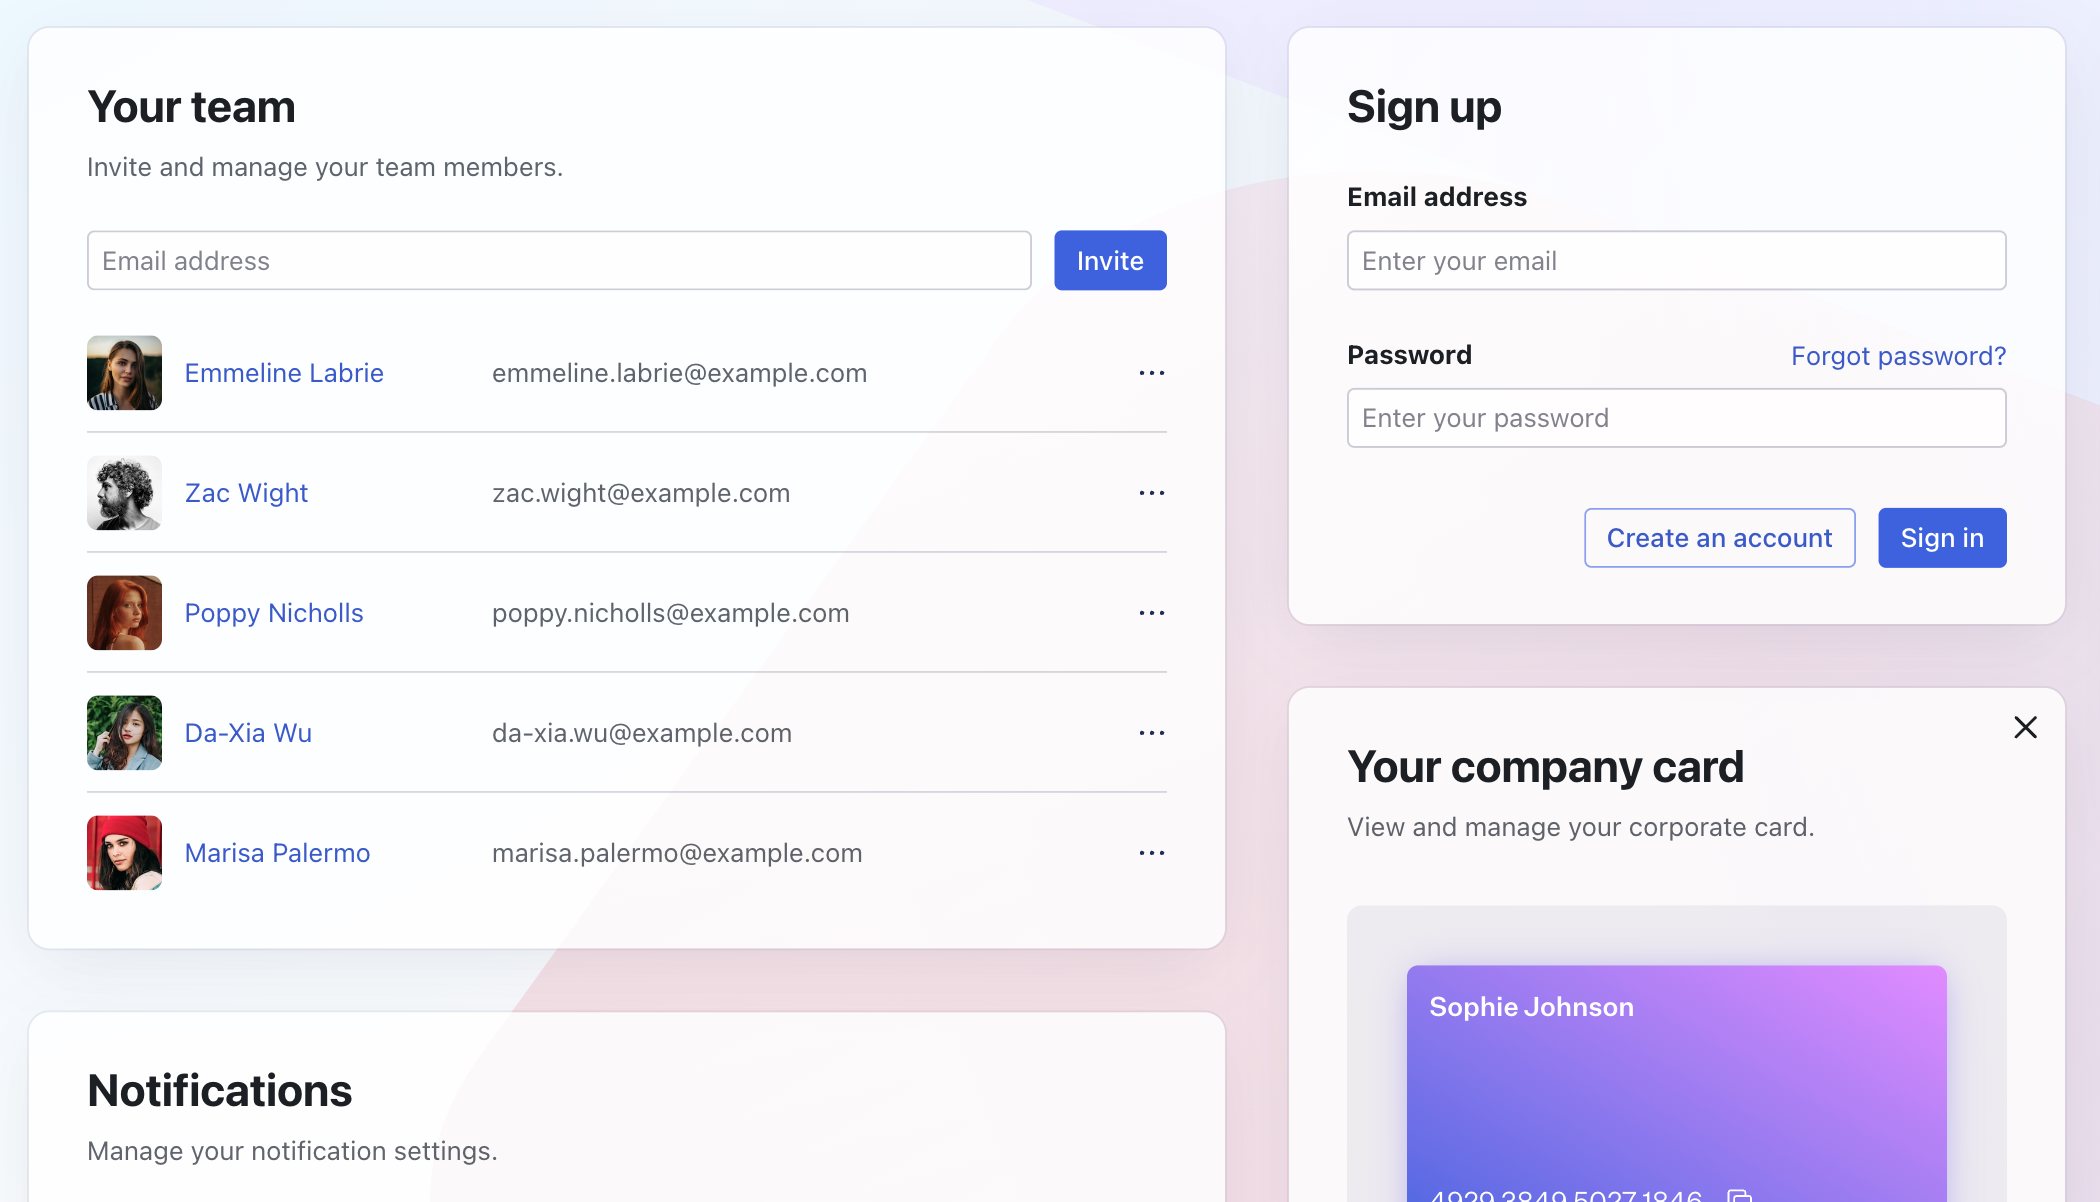 Your team
Invite and manage your team members.
Email address
Invite
Emmeline Labrie
emmeline.labrie@example.com
Zac Wight
zac.wight@example.com
Poppy Nicholls
poppy.nicholls@example.com
Da-Xia Wu
da-xia.wu@example.com
Marisa Palermo
marisa.palermo@example.com
Notifications
Manage your notification settings.
Sign up
Email address
Enter your email
Password
Forgot password?
Enter your password
Create an account
Sign in
Your company card
View and manage your corporate card.
Sophie Johnson
4929 3849 5027 1846